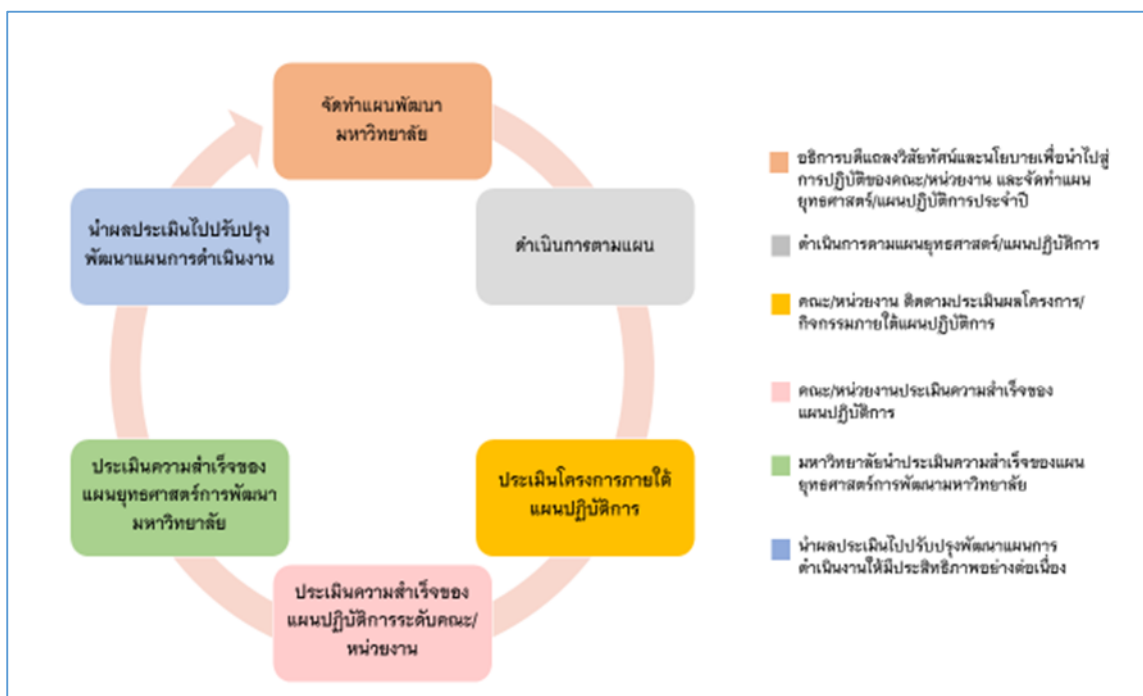 จัดทำแผนพัฒนา
มหาวิทยาลัย
ดำเนินการตามแผน
ประเมินโครงการภายใต้
แผนปฏิบัติการ
ประเมินความสำเร็จของ
แผนปฏิบัติการระดับคณะ/
หน่วยงาน
ประเมินความสำเร็จของ
แผนยุทธศาสตร์การพัฒนา
มหาวิทยาลัย
นำผลประเมินไปปรับปรุง
พัฒนาแผนการดำเนินงาน
อธิการบดีแถลงวิสัยทัศน์และนโยบายเพื่อนำไปสู่
การปฏิบัติของคณะ/หน่วยงาน และจัดทำแผน
ยุทธศาสตร์/แผนปฏิบัติการประจำปี
ดำเนินการตามแผนยุทธศาสตร์/แผนปฏิบัติการ
คณะ/หน่วยงาน ติดตามประเมินผลโครงการ/
กิจกรรมภายใต้แผนปฏิบัติการ
คณะ/หน่วยงานประเมินความสำเร็จของ
แผนปฏิบัติการ
มหาวิทยาลัยนำประเมินความสำเร็จของแผน
ยุทธศาสตร์การพัฒนามหาวิทยาลัย
นำผลประเมินไปปรับปรุงพัฒนาแผนการ
ดำเนินงานให้มีประสิทธิภาพอย่างต่อเนื่อง